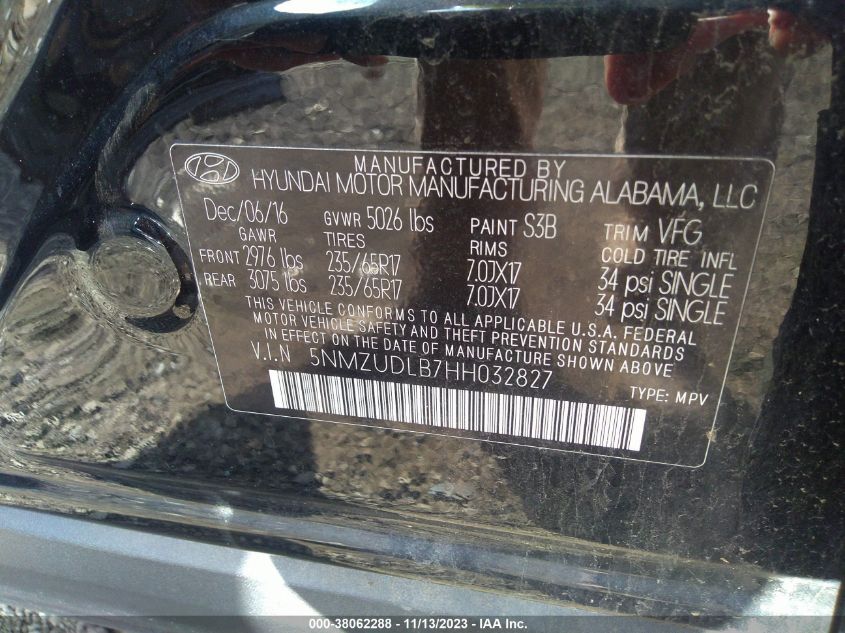 MANUFACTURED BY
HYUNDAI MOTOR MANUFACTURING ALABAMA, LLC
Dec/06/16 GVWR 5026 lbs PAINT S3B TRIM VFG
GAWR TIRES RIMS COLD TIRE INFL
FRONT 2976 lbs 235/65R17 7.0JX17 34 psi SINGLE
REAR 3075 lbs 235/65R17 7.0JX17 34 psi SINGLE
THIS VEHICLE CONFORMS TO ALL APPLICABLE U.S.A. FEDERAL
MOTOR VEHICLE SAFETY AND THEFT PREVENTION STANDARDS
IN EFFECT ON THE DATE OF MANUFACTURE SHOWN ABOVE
V.I.N 5NMZUDLB7HH032827
TYPE: MPV
000-38062288 - 11/13/2023 - IAA Inc.